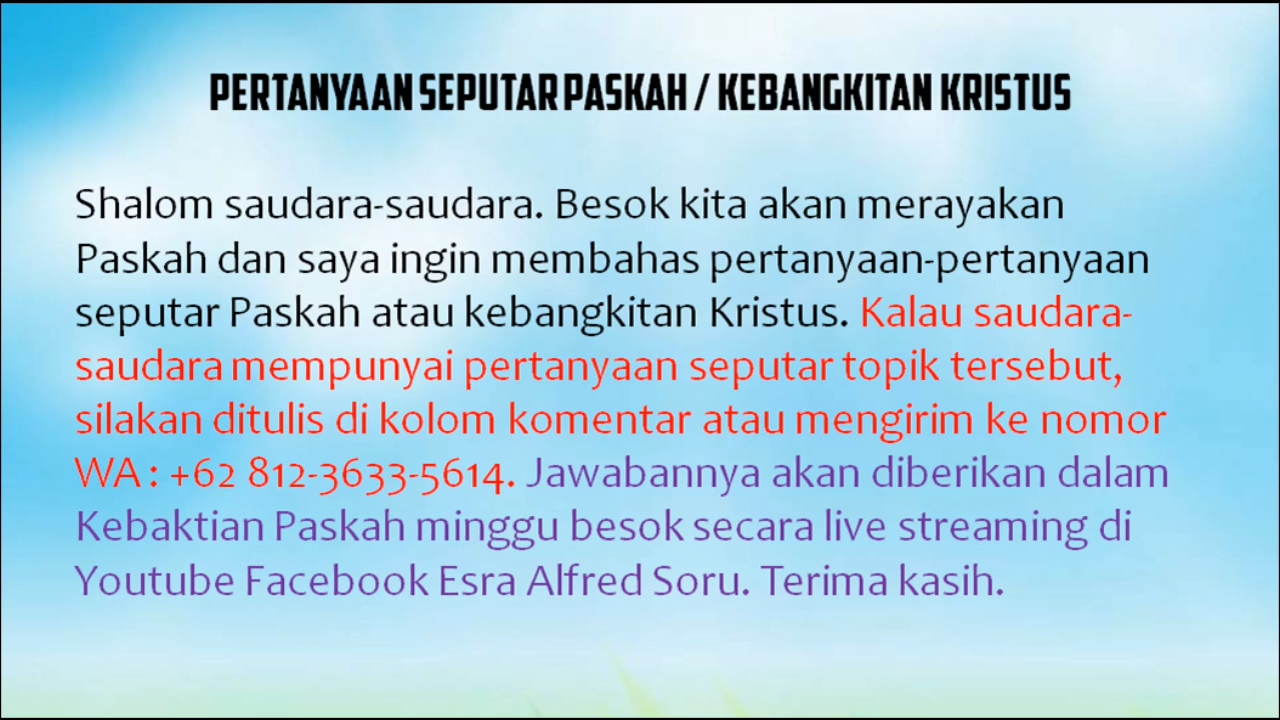 PERTANYAAN SEPUTAR PASKAH / KEBANGKITAN KRISTUS
Shalom saudara-saudara. Besok kita akan merayakan
Paskah dan saya ingin membahas pertanyaan-pertanyaan
seputar Paskah atau kebangkitan Kristus. Kalau saudara-
saudara mempunyai pertanyaan seputar topik tersebut,
silakan ditulis di kolom komentar atau mengirim ke nomor
WA : +62 812-3633-5614. Jawabannya akan diberikan dalam
Kebaktian Paskah minggu besok secara live streaming di
Youtube Facebook Esra Alfred Soru. Terima kasih.